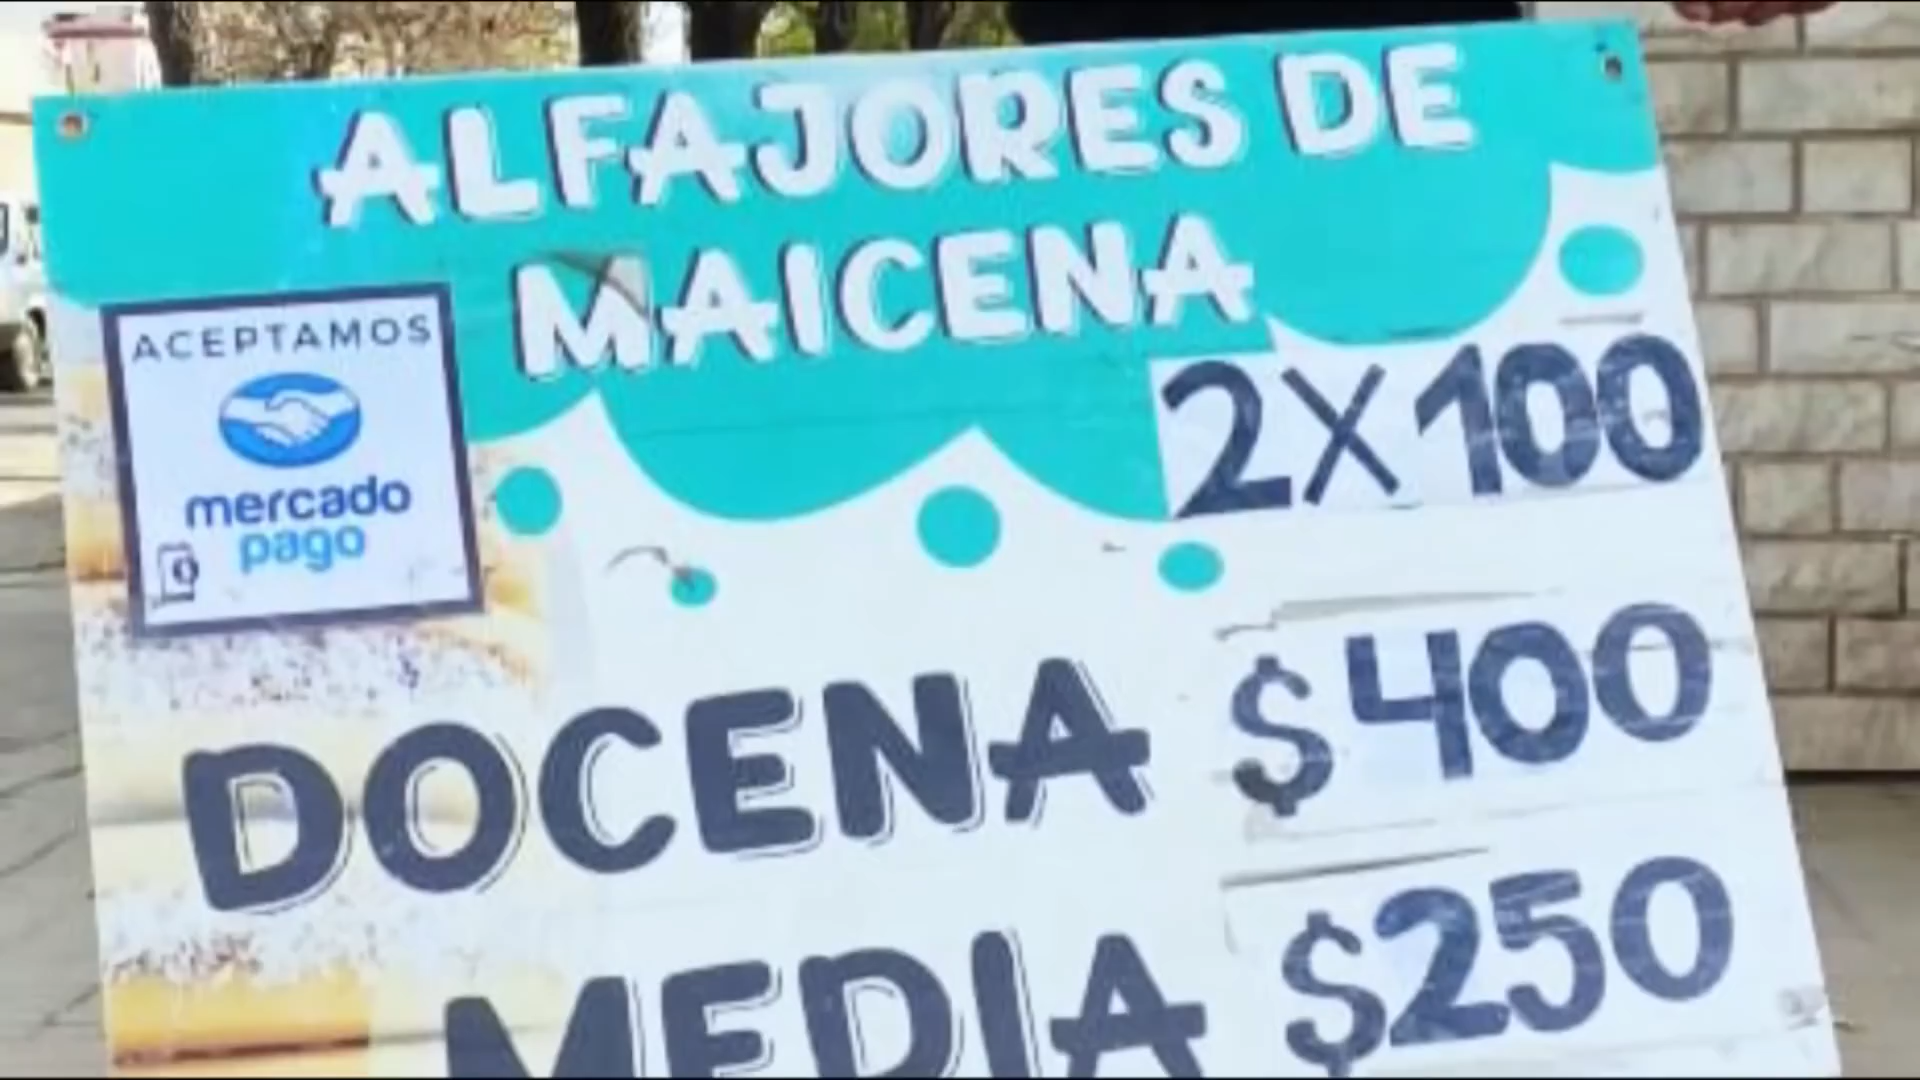 ALFAJORES DE
MAICENA
ACEPTAMOS
mercado
pago
2X100
DOCENA $400
MEDIA $250